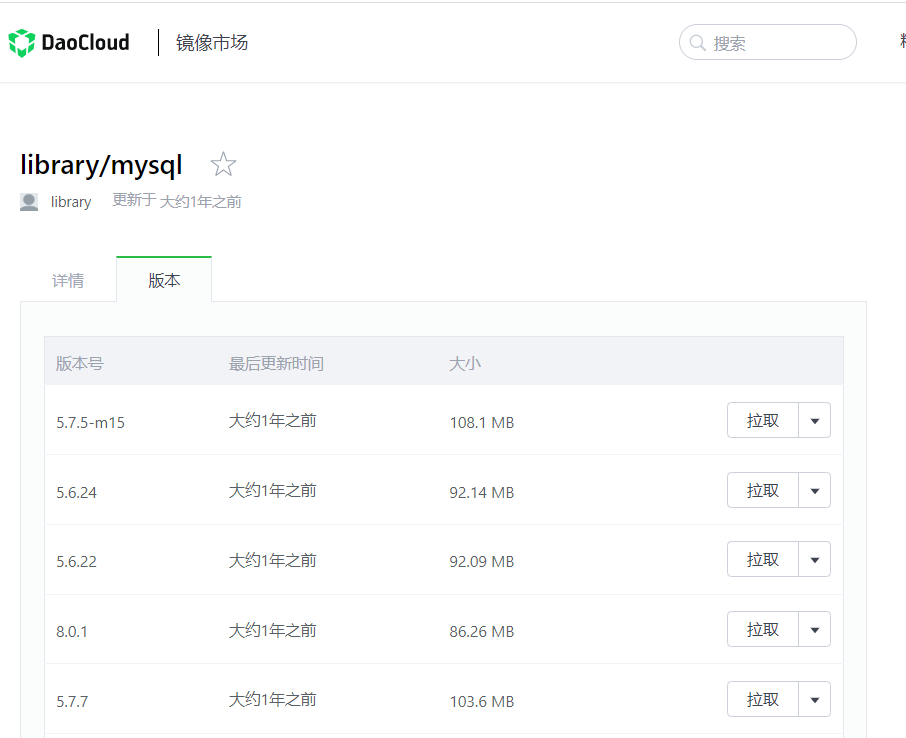 DaoCloud 镜像市场 搜索
library/mysql
library 更新于 大约1年之前
详情 版本
版本号 最后更新时间 大小
5.7.5-m15 大约1年之前 108.1 MB 拉取
5.6.24 大约1年之前 92.14 MB 拉取
5.6.22 大约1年之前 92.09 MB 拉取
8.0.1 大约1年之前 86.26 MB 拉取
5.7.7 大约1年之前 103.6 MB 拉取